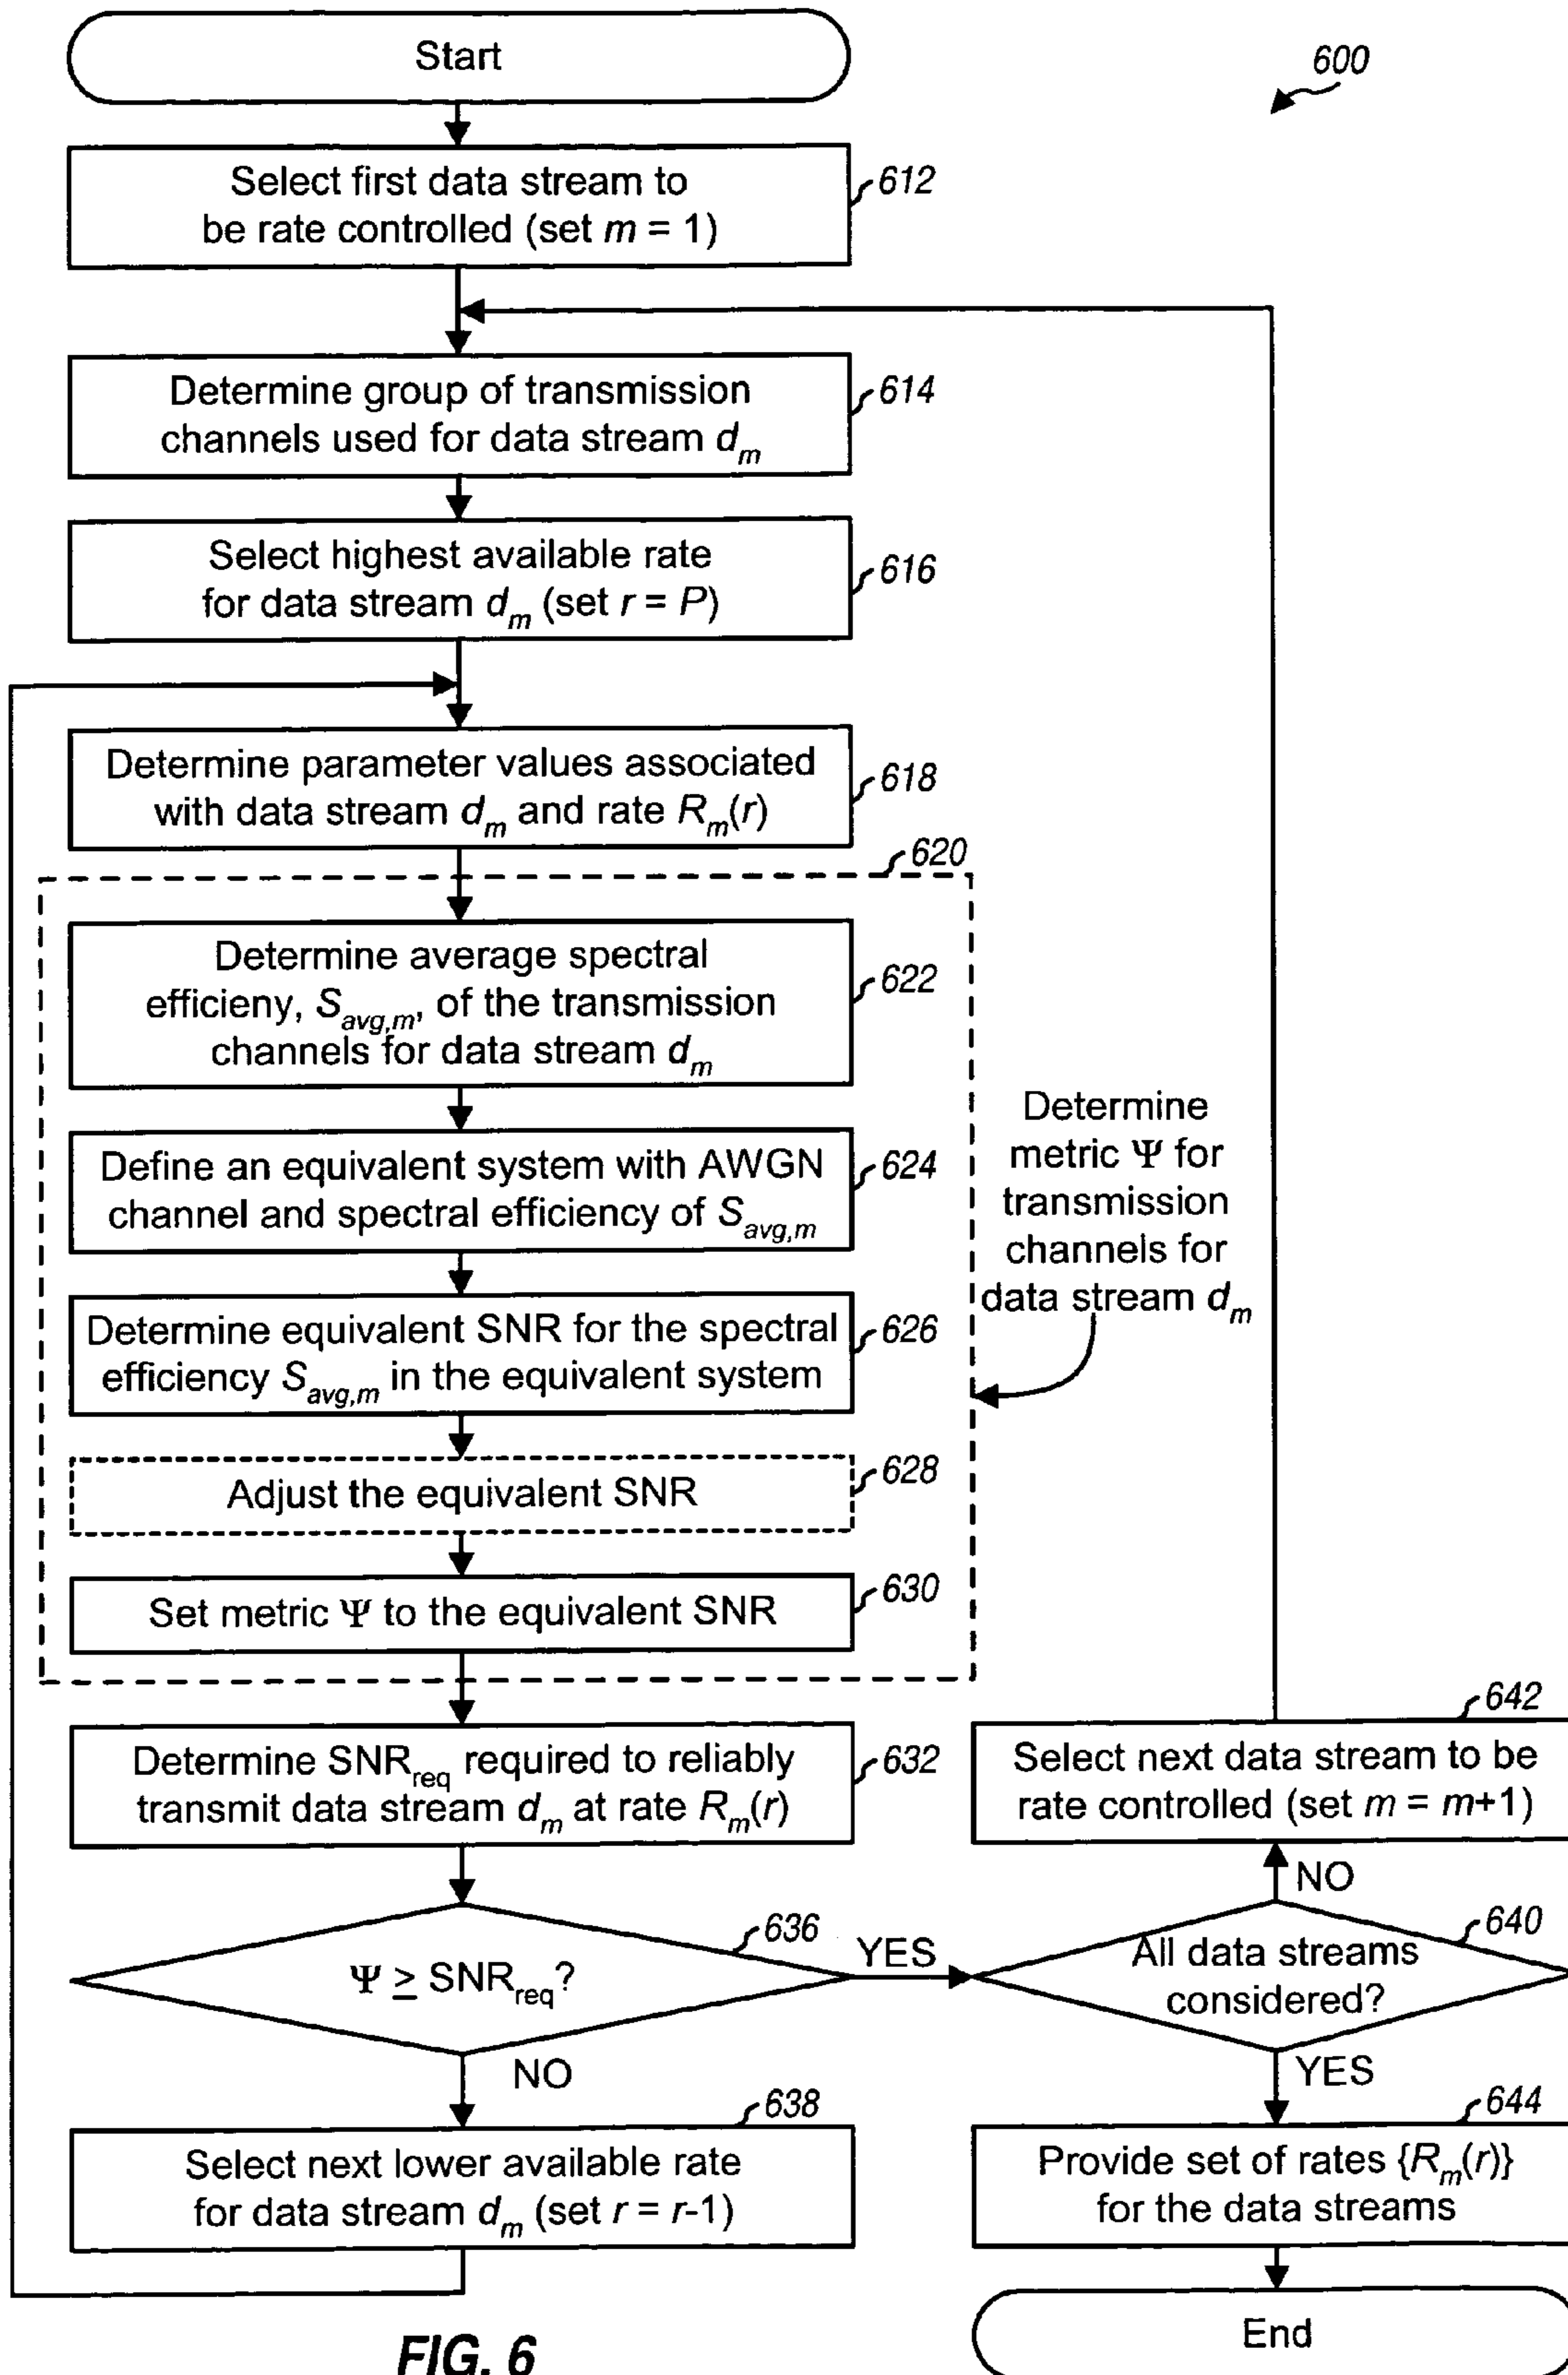 Start
600
Select first data stream to
be rate controlled (set m = 1)
612
Determine group of transmission
channels used for data stream dm
614
Select highest available rate
for data stream dm (set r = P)
616
Determine parameter values associated
with data stream dm and rate Rm(r)
618
620
Determine average spectral
efficieny, Savg,m, of the transmission
channels for data stream dm
622
Define an equivalent system with AWGN
channel and spectral efficiency of Savg,m
624
Determine equivalent SNR for the spectral
efficiency Savg,m in the equivalent system
626
Adjust the equivalent SNR
628
Set metric Ψ to the equivalent SNR
630
Determine
metric Ψ for
transmission
channels for
data stream dm
Determine SNRreq required to reliably
transmit data stream dm at rate Rm(r)
632
Ψ ≥ SNRreq?
636
YES
NO
Select next lower available rate
for data stream dm (set r = r-1)
638
All data streams
considered?
640
NO
YES
Select next data stream to be
rate controlled (set m = m+1)
642
Provide set of rates {Rm(r)}
for the data streams
644
End
FIG. 6